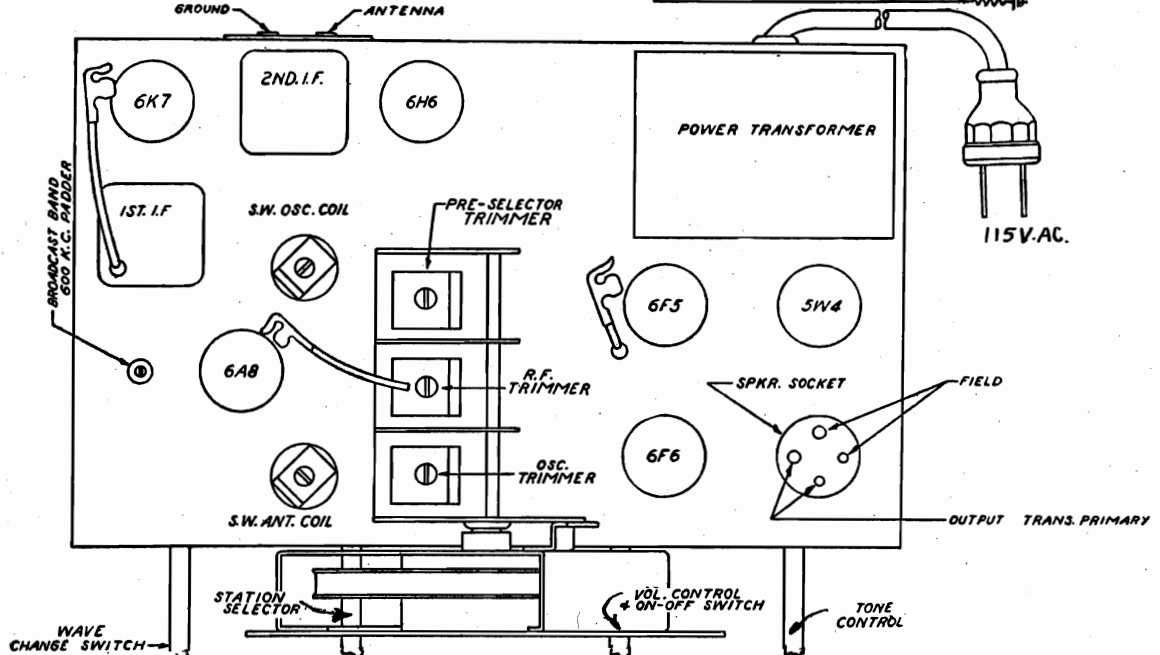 GROUND
ANTENNA
6K7
2ND. I.F.
6H6
POWER TRANSFORMER
115V.AC.
BROADCAST BAND
600 K.C. PADDER
1ST. I.F
S.W. OSC. COIL
PRE-SELECTOR
TRIMMER
6F5
5W4
6A8
R.F.
TRIMMER
SPKR. SOCKET
FIELD
6F6
OSC.
TRIMMER
S.W. ANT. COIL
OUTPUT TRANS. PRIMARY
STATION
SELECTOR
VOL. CONTROL
+ ON-OFF SWITCH
TONE
CONTROL
WAVE
CHANGE SWITCH